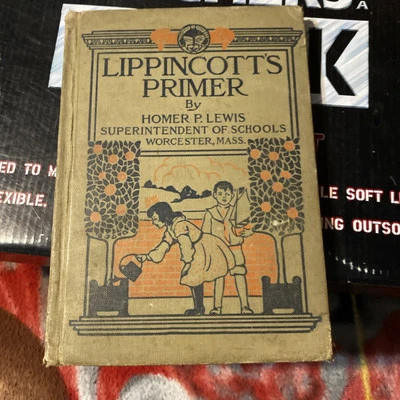 A
LIPPINCOTT'S
PRIMER
By
HOMER P. LEWIS
SUPERINTENDENT OF SCHOOLS
WORCESTER, MASS.
ED TO M
LE SOFT L
EXIBLE,
NG OUTSO